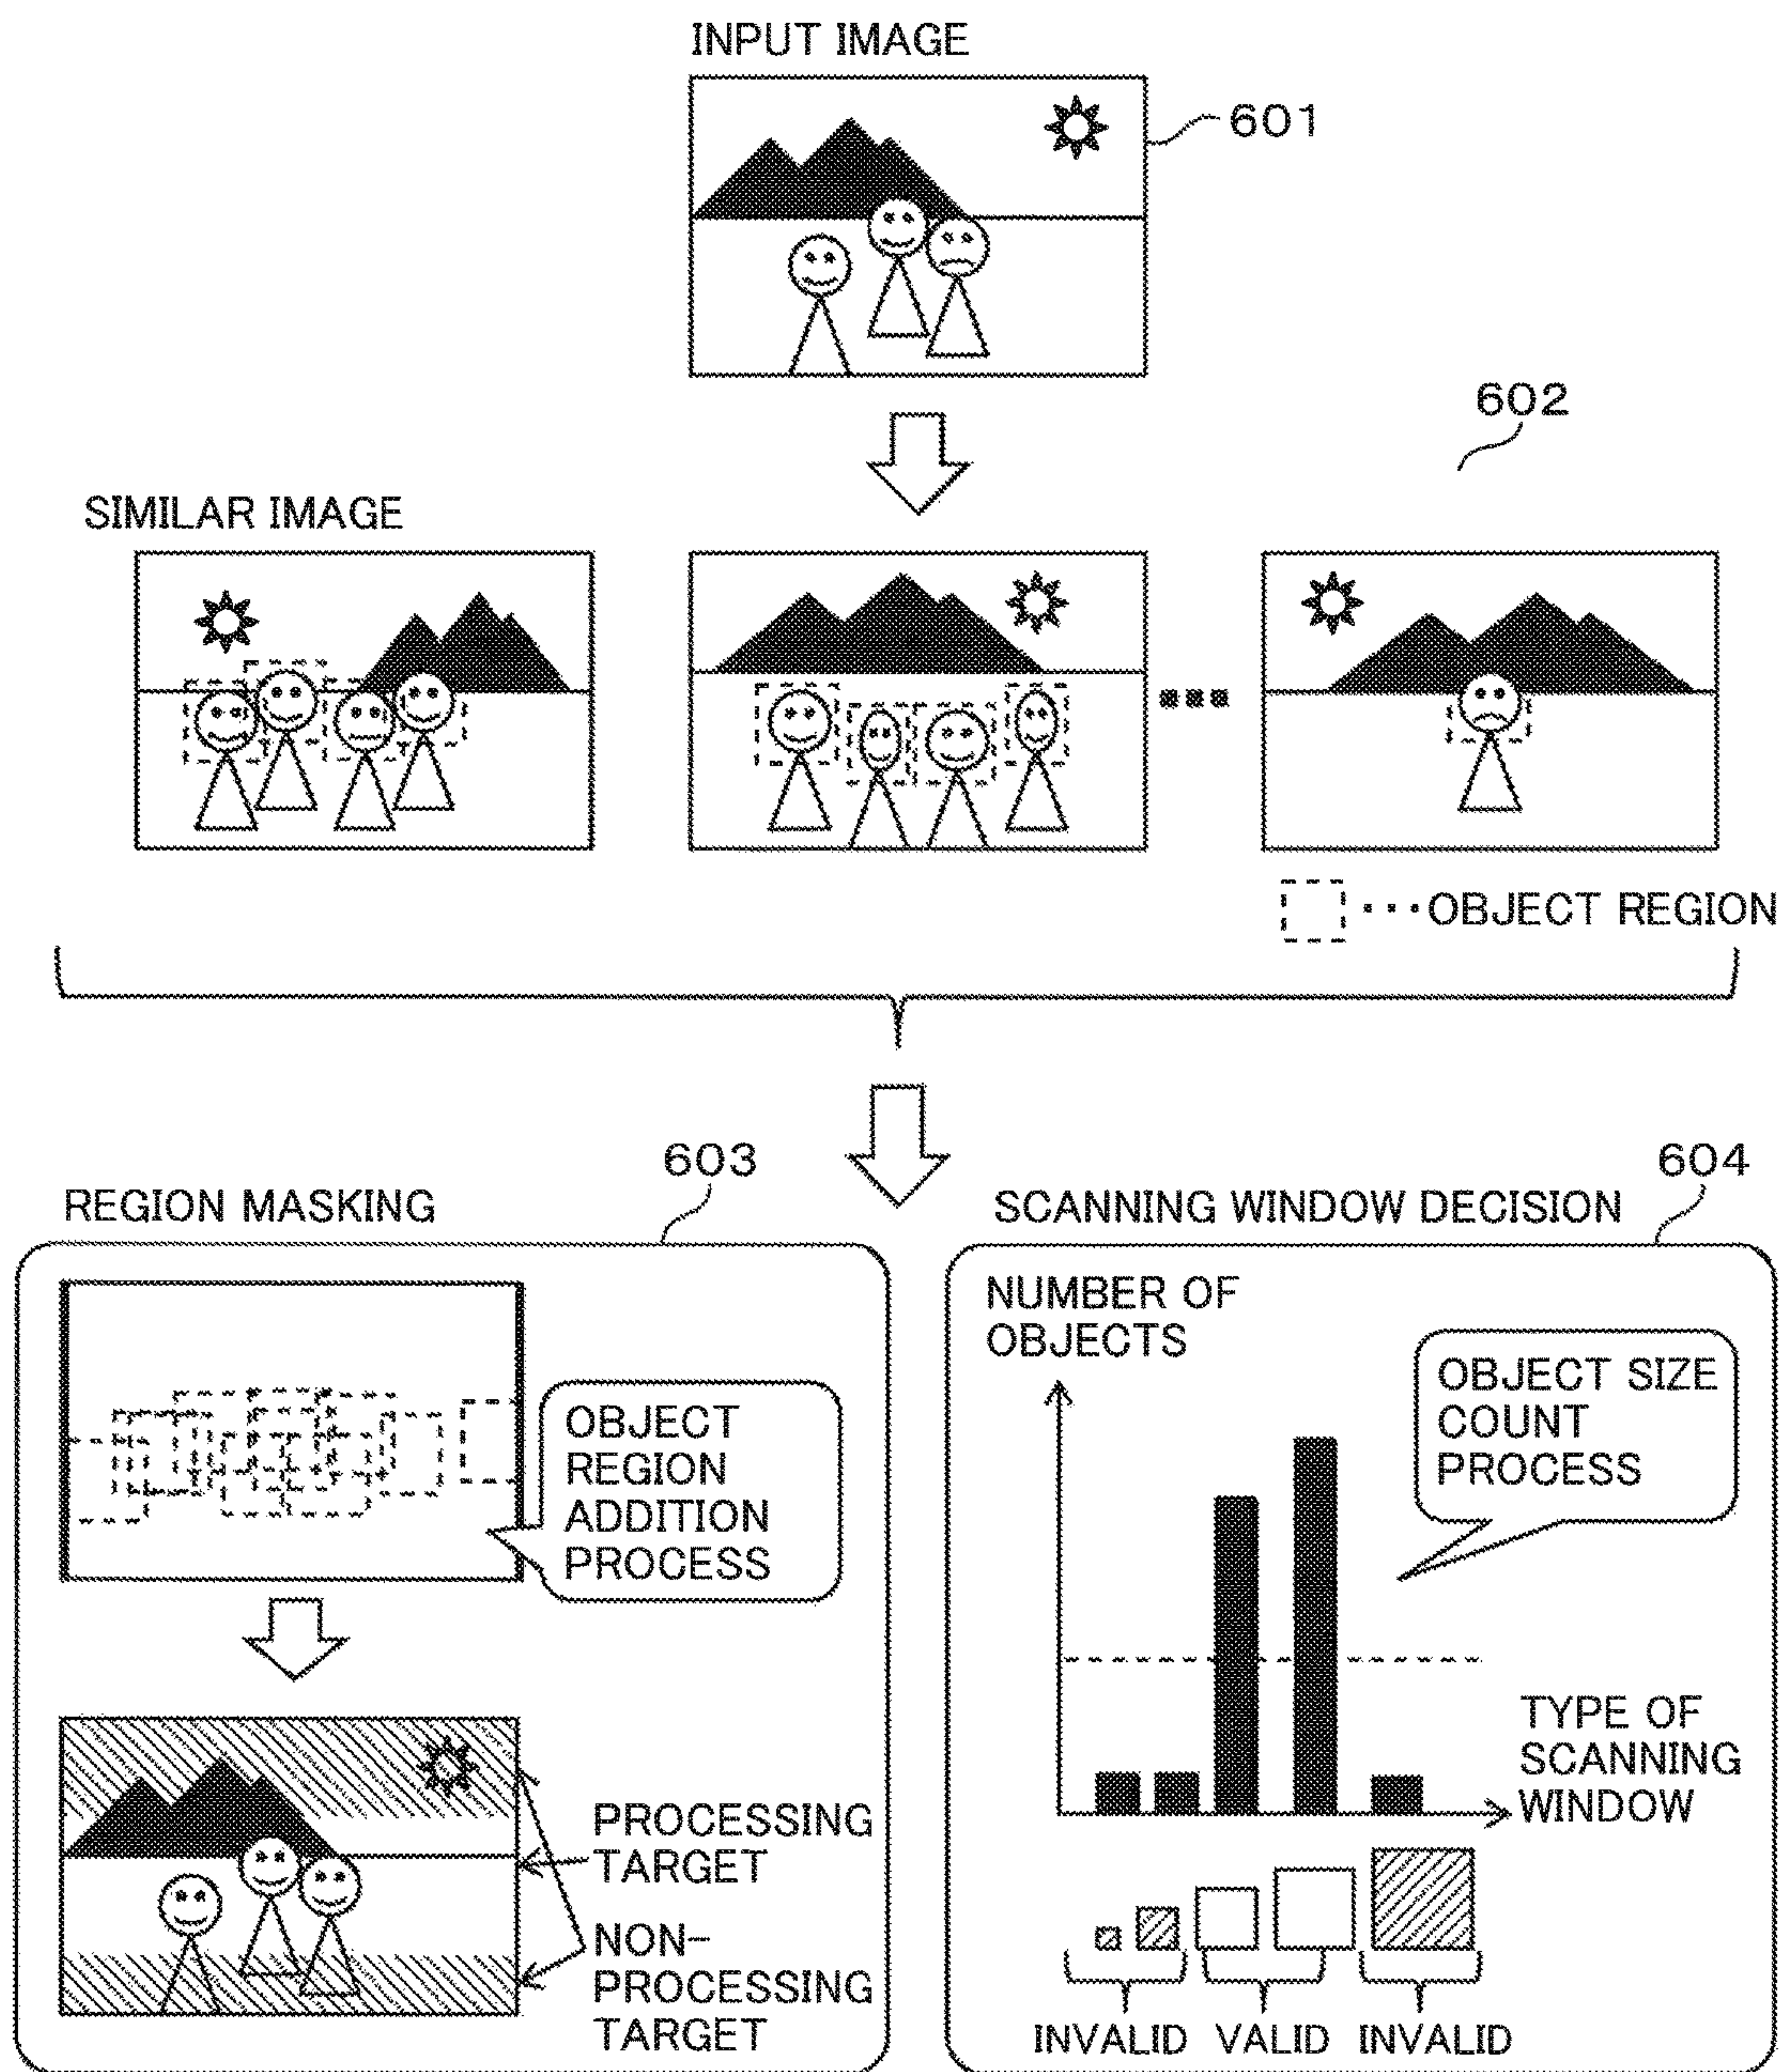 INPUT IMAGE
601
602
SIMILAR IMAGE
···OBJECT REGION
603
604
REGION MASKING
SCANNING WINDOW DECISION
OBJECT
REGION
ADDITION
PROCESS
PROCESSING
TARGET
NON-
PROCESSING
TARGET
NUMBER OF
OBJECTS
OBJECT SIZE
COUNT
PROCESS
TYPE OF
SCANNING
WINDOW
INVALID VALID INVALID